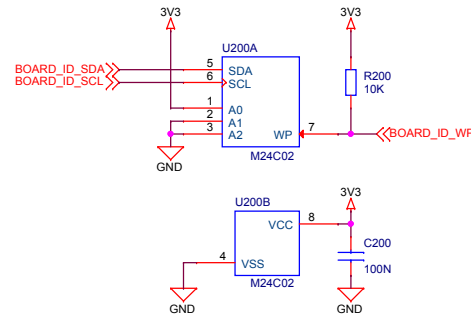 3V3
3V3
U200A
BOARD_ID_SDA
5
SDA
BOARD_ID_SCL
6
SCL
R200
10K
1
A0
2
A1
3
A2
WP
7
BOARD_ID_WP
GND
M24C02
3V3
U200B
VCC
8
C200
4
VSS
100N
GND
M24C02
GND